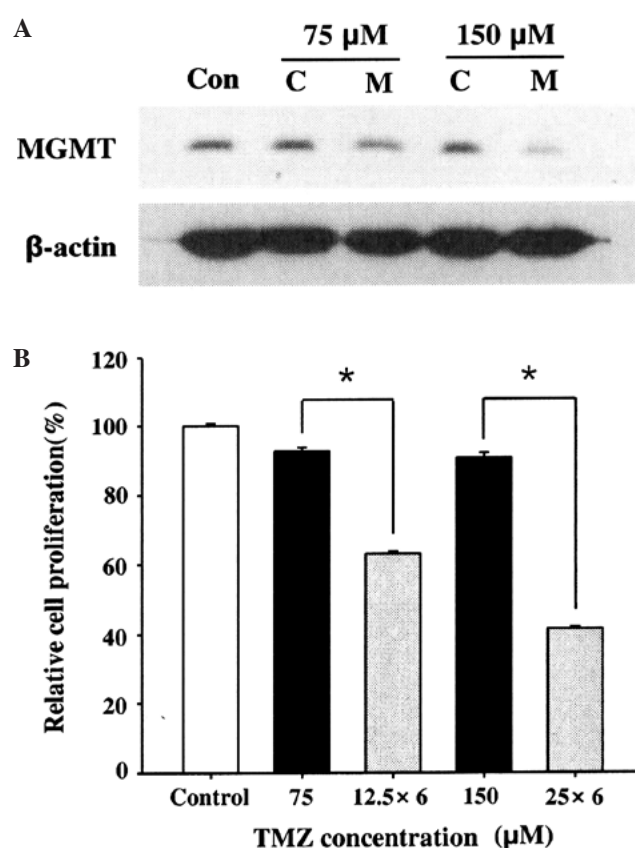 A
75 μM 150 μM
Con C M C M
MGMT
β-actin
B
120
100
80
60
40
20
0
Relative cell proliferation(%)
* *
Control 75 12.5× 6 150 25× 6
TMZ concentration (μM)